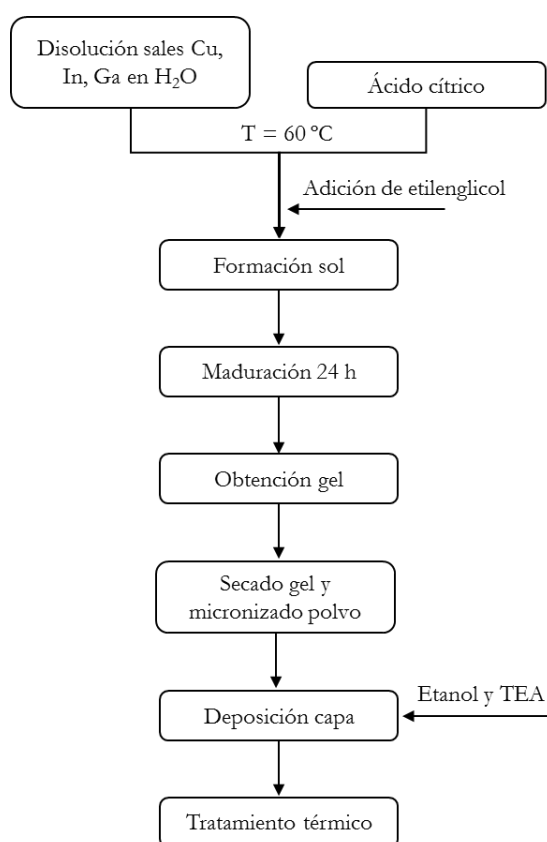 Disolución sales Cu,
In, Ga en H₂O
Ácido cítrico
T = 60 ºC
Adición de etilenglicol
Formación sol
Maduración 24 h
Obtención gel
Secado gel y
micronizado polvo
Etanol y TEA
Deposición capa
Tratamiento térmico